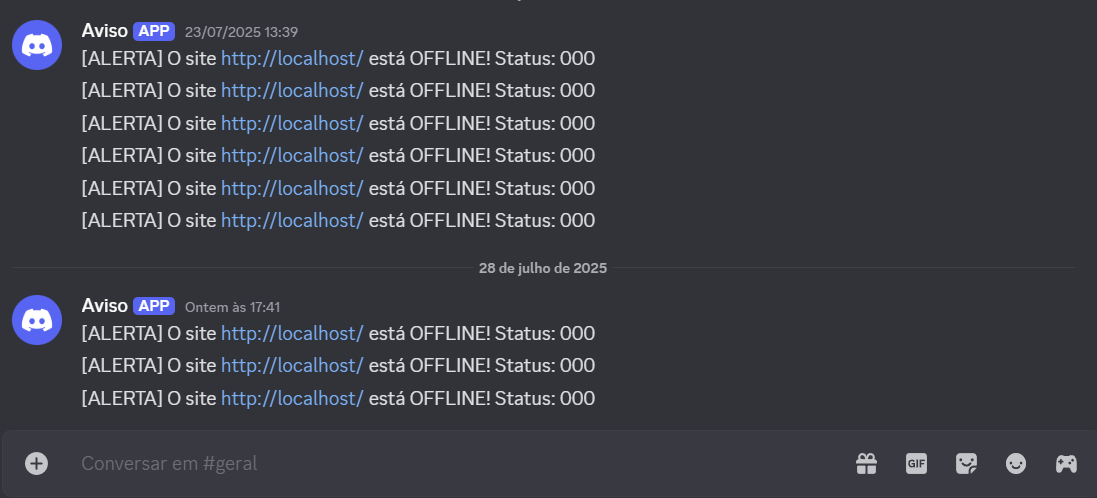 Aviso APP 23/07/2025 13:39
[ALERTA] O site http://localhost/ está OFFLINE! Status: 000
[ALERTA] O site http://localhost/ está OFFLINE! Status: 000
[ALERTA] O site http://localhost/ está OFFLINE! Status: 000
[ALERTA] O site http://localhost/ está OFFLINE! Status: 000
[ALERTA] O site http://localhost/ está OFFLINE! Status: 000
[ALERTA] O site http://localhost/ está OFFLINE! Status: 000
28 de julho de 2025
Aviso APP Ontem às 17:41
[ALERTA] O site http://localhost/ está OFFLINE! Status: 000
[ALERTA] O site http://localhost/ está OFFLINE! Status: 000
[ALERTA] O site http://localhost/ está OFFLINE! Status: 000
Conversar em #geral GIF